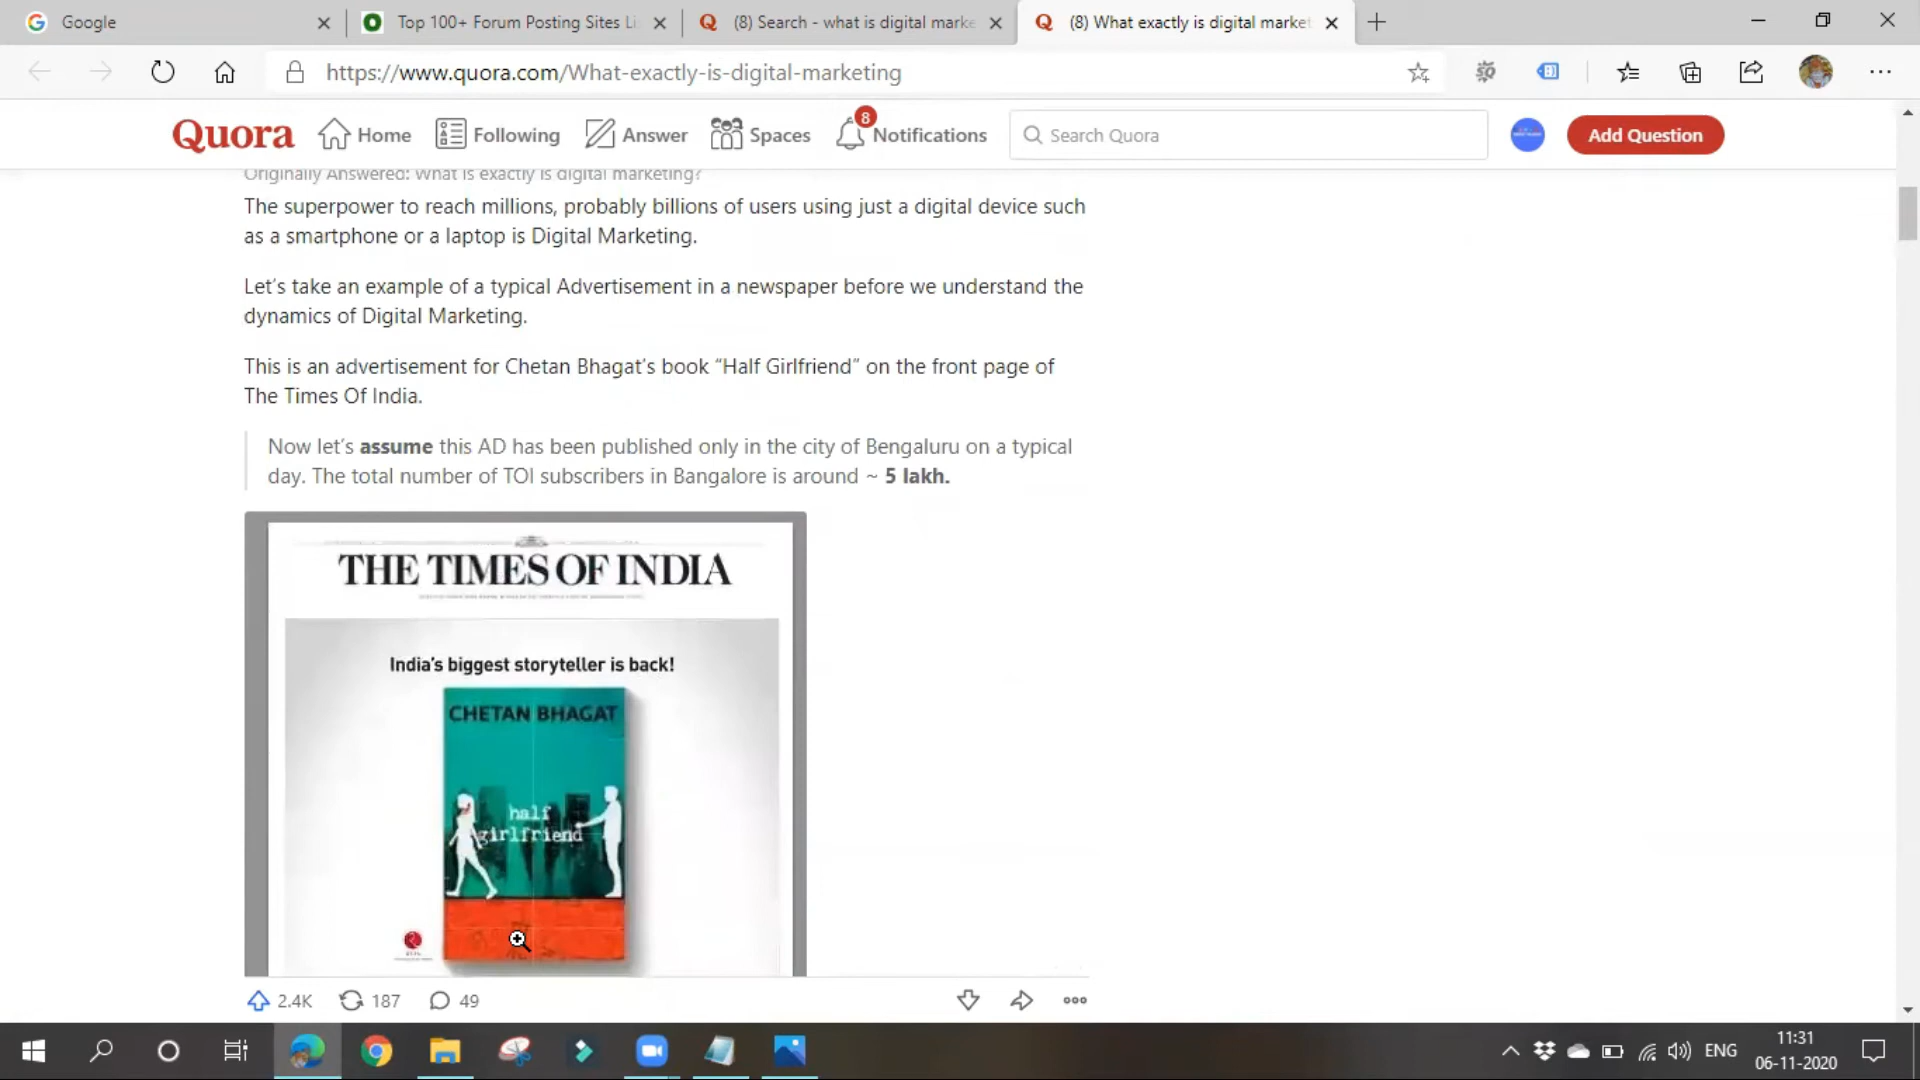 Google
Top 100+ Forum Posting Sites Li
(8) Search - what is digital marke
(8) What exactly is digital market
https://www.quora.com/What-exactly-is-digital-marketing
Quora
Home
Following
Answer
Spaces
8
Notifications
Search Quora
Add Question
Originally Answered: What is exactly is digital marketing?
The superpower to reach millions, probably billions of users using just a digital device such
as a smartphone or a laptop is Digital Marketing.
Let's take an example of a typical Advertisement in a newspaper before we understand the
dynamics of Digital Marketing.
This is an advertisement for Chetan Bhagat's book “Half Girlfriend” on the front page of
The Times Of India.
Now let's assume this AD has been published only in the city of Bengaluru on a typical
day. The total number of TOI subscribers in Bangalore is around ~ 5 lakh.
THE TIMES OF INDIA
India's biggest storyteller is back!
CHETAN BHAGAT
half
girlfriend
2.4K
187
49
ENG
11:31
06-11-2020